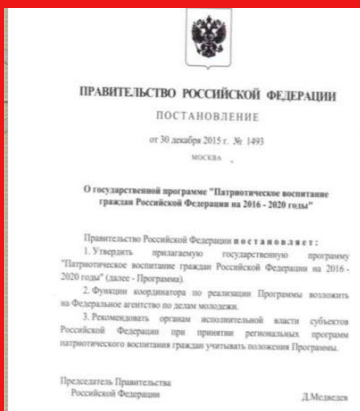 ПРАВИТЕЛЬСТВО РОССИЙСКОЙ ФЕДЕРАЦИИ
ПОСТАНОВЛЕНИЕ
от 30 декабря 2015 г. № 1493
МОСКВА
О государственной программе "Патриотическое воспитание
граждан Российской Федерации на 2016 - 2020 годы"
Правительство Российской Федерации постановляет:
1. Утвердить прилагаемую государственную программу
"Патриотическое воспитание граждан Российской Федерации на 2016 -
2020 годы" (далее - Программа).
2. Функции координатора по реализации Программы возложить
на Федеральное агентство по делам молодежи.
3. Рекомендовать органам исполнительной власти субъектов
Российской Федерации при принятии региональных программ
патриотического воспитания граждан учитывать положения Программы.
Председатель Правительства
Российской Федерации
Д.Медведев